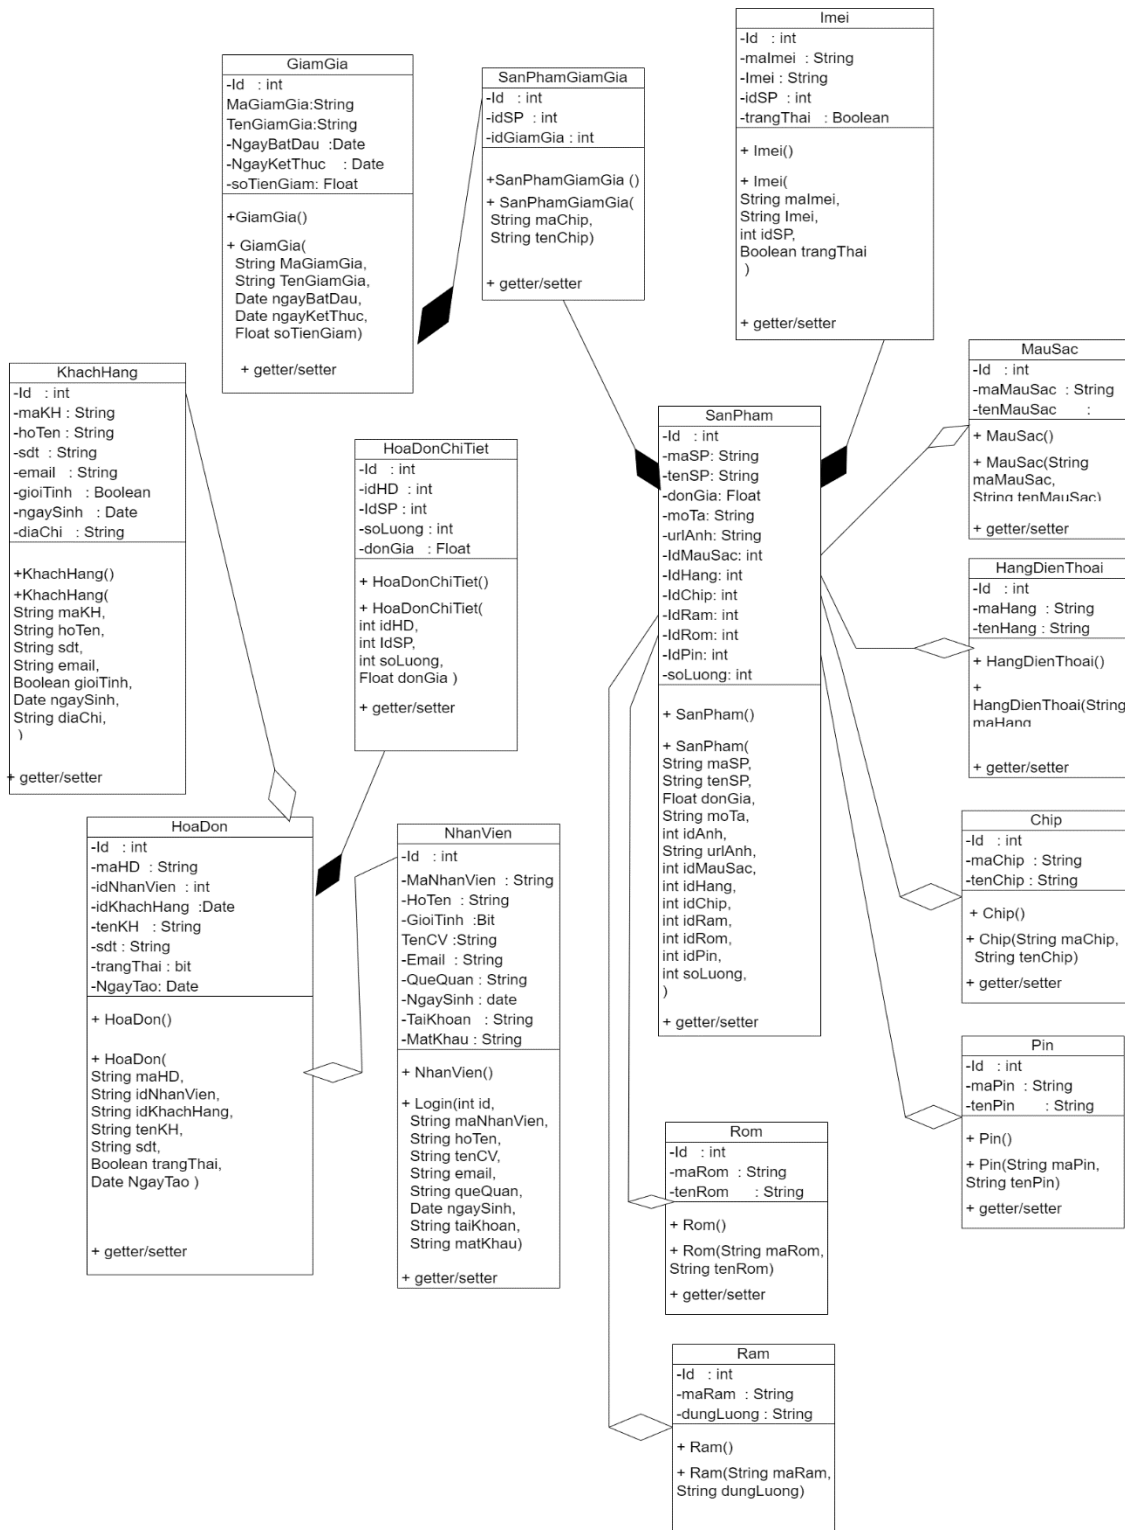 Imei
-Id : int
-maImei : String
-Imei : String
-idSP : int
-trangThai : Boolean
+ Imei()
+ Imei(
String maImei,
String Imei,
int idSP,
Boolean trangThai
)
+ getter/setter
GiamGia
-Id : int
MaGiamGia:String
TenGiamGia:String
-NgayBatDau :Date
-NgayKetThuc : Date
-soTienGiam: Float
+GiamGia()
+ GiamGia(
String MaGiamGia,
String TenGiamGia,
Date ngayBatDau,
Date ngayKetThuc,
Float soTienGiam)
+ getter/setter
SanPhamGiamGia
-Id : int
-idSP : int
-idGiamGia : int
+SanPhamGiamGia ()
+ SanPhamGiamGia(
String maChip,
String tenChip)
+ getter/setter
KhachHang
-Id : int
-maKH : String
-hoTen : String
-sdt : String
-email : String
-gioiTinh : Boolean
-ngaySinh : Date
-diaChi : String
+KhachHang()
+KhachHang(
String maKH,
String hoTen,
String sdt,
String email,
Boolean gioiTinh,
Date ngaySinh,
String diaChi,
)
+ getter/setter
HoaDonChiTiet
-Id : int
-idHD : int
-IdSP : int
-soLuong : int
-donGia : Float
+ HoaDonChiTiet()
+ HoaDonChiTiet(
int idHD,
int IdSP,
int soLuong,
Float donGia )
+ getter/setter
SanPham
-Id : int
-maSP: String
-tenSP: String
-donGia: Float
-moTa: String
-urlAnh: String
-IdMauSac: int
-IdHang: int
-IdChip: int
-IdRam: int
-IdRom: int
-IdPin: int
-soLuong: int
+ SanPham()
+ SanPham(
String maSP,
String tenSP,
Float donGia,
String moTa,
int idAnh,
String urlAnh,
int idMauSac,
int idHang,
int idChip,
int idRam,
int idRom,
int idPin,
int soLuong,
)
+ getter/setter
MauSac
-Id : int
-maMauSac : String
-tenMauSac :
+ MauSac()
+ MauSac(String
maMauSac,
String tenMauSac)
+ getter/setter
HangDienThoai
-Id : int
-maHang : String
-tenHang : String
+ HangDienThoai()
+
HangDienThoai(String
maHang
+ getter/setter
Chip
-Id : int
-maChip : String
-tenChip : String
+ Chip()
+ Chip(String maChip,
String tenChip)
+ getter/setter
Pin
-Id : int
-maPin : String
-tenPin : String
+ Pin()
+ Pin(String maPin,
String tenPin)
+ getter/setter
HoaDon
-Id : int
-maHD : String
-idNhanVien : int
-idKhachHang :Date
-tenKH : String
-sdt : String
-trangThai : bit
-NgayTao: Date
+ HoaDon()
+ HoaDon(
String maHD,
String idNhanVien,
String idKhachHang,
String tenKH,
String sdt,
Boolean trangThai,
Date NgayTao )
+ getter/setter
NhanVien
-Id : int
-MaNhanVien : String
-HoTen : String
-GioiTinh :Bit
TenCV :String
-Email : String
-QueQuan : String
-NgaySinh : date
-TaiKhoan : String
-MatKhau : String
+ NhanVien()
+ Login(int id,
String maNhanVien,
String hoTen,
String tenCV,
String email,
String queQuan,
Date ngaySinh,
String taiKhoan,
String matKhau)
+ getter/setter
Rom
-Id : int
-maRom : String
-tenRom : String
+ Rom()
+ Rom(String maRom,
String tenRom)
+ getter/setter
Ram
-Id : int
-maRam : String
-dungLuong : String
+ Ram()
+ Ram(String maRam,
String dungLuong)